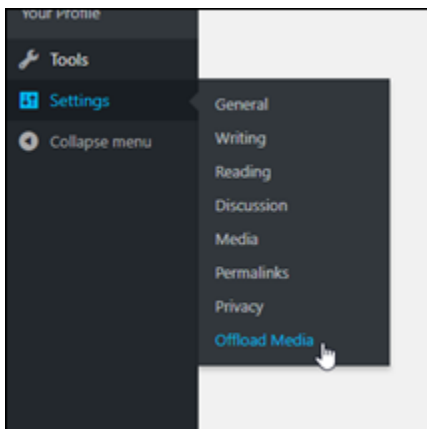 Your Profile
Tools
Settings
Collapse menu
General
Writing
Reading
Discussion
Media
Permalinks
Privacy
Offload Media